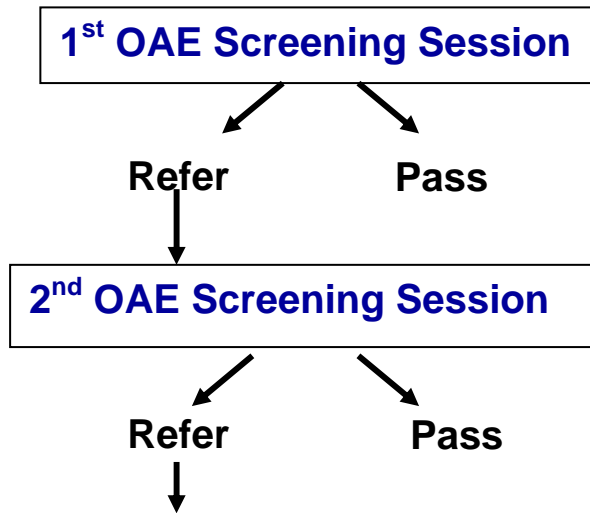 1st OAE Screening Session
Refer Pass
2nd OAE Screening Session
Refer Pass